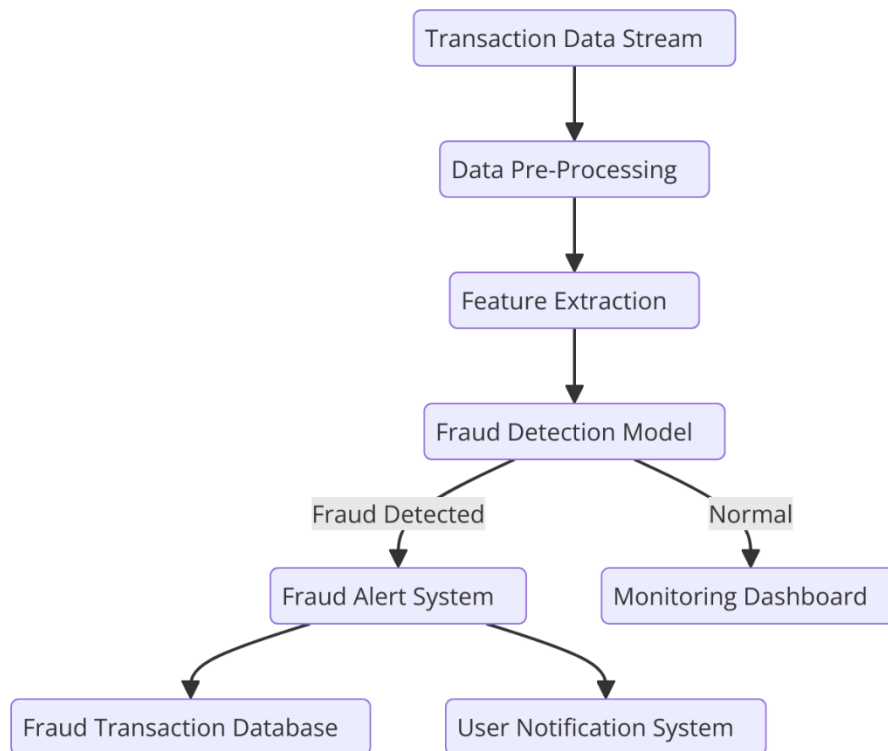 Transaction Data Stream
Data Pre-Processing
Feature Extraction
Fraud Detection Model
Fraud Detected
Normal
Fraud Alert System
Monitoring Dashboard
Fraud Transaction Database
User Notification System